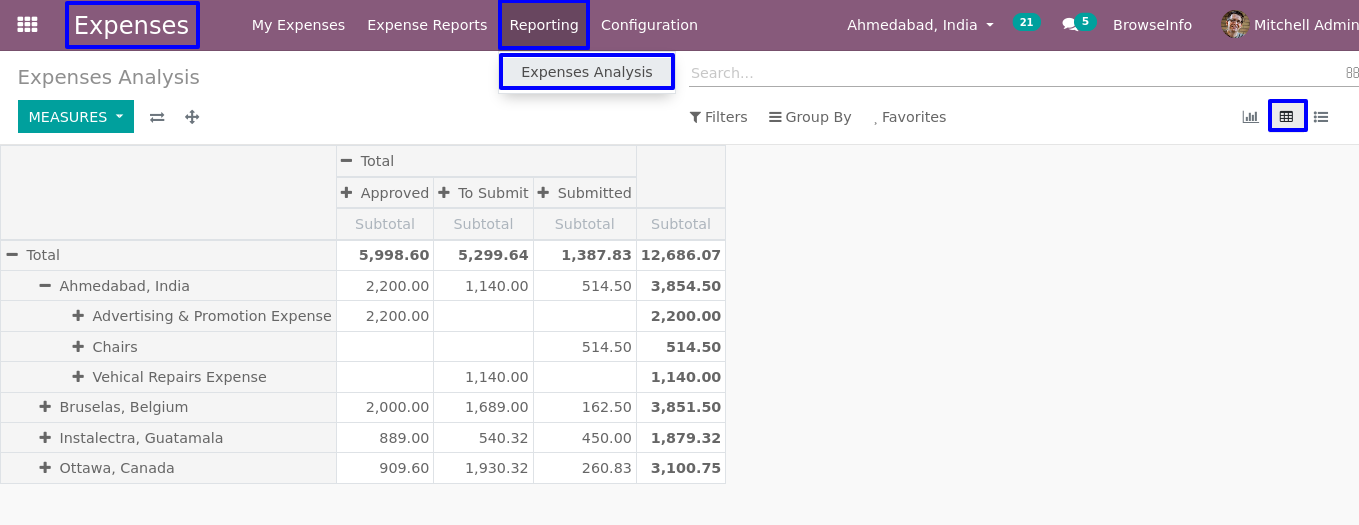 Expenses My Expenses Expense Reports Reporting Configuration Ahmedabad, India 21 5 BrowseInfo Mitchell Admin
Expenses Analysis Expenses Analysis Search...
MEASURES Filters Group By Favorites
Total
Approved To Submit Submitted
Subtotal Subtotal Subtotal Subtotal
Total 5,998.60 5,299.64 1,387.83 12,686.07
Ahmedabad, India 2,200.00 1,140.00 514.50 3,854.50
Advertising & Promotion Expense 2,200.00 2,200.00
Chairs 514.50 514.50
Vehical Repairs Expense 1,140.00 1,140.00
Bruselas, Belgium 2,000.00 1,689.00 162.50 3,851.50
Instalectra, Guatamala 889.00 540.32 450.00 1,879.32
Ottawa, Canada 909.60 1,930.32 260.83 3,100.75